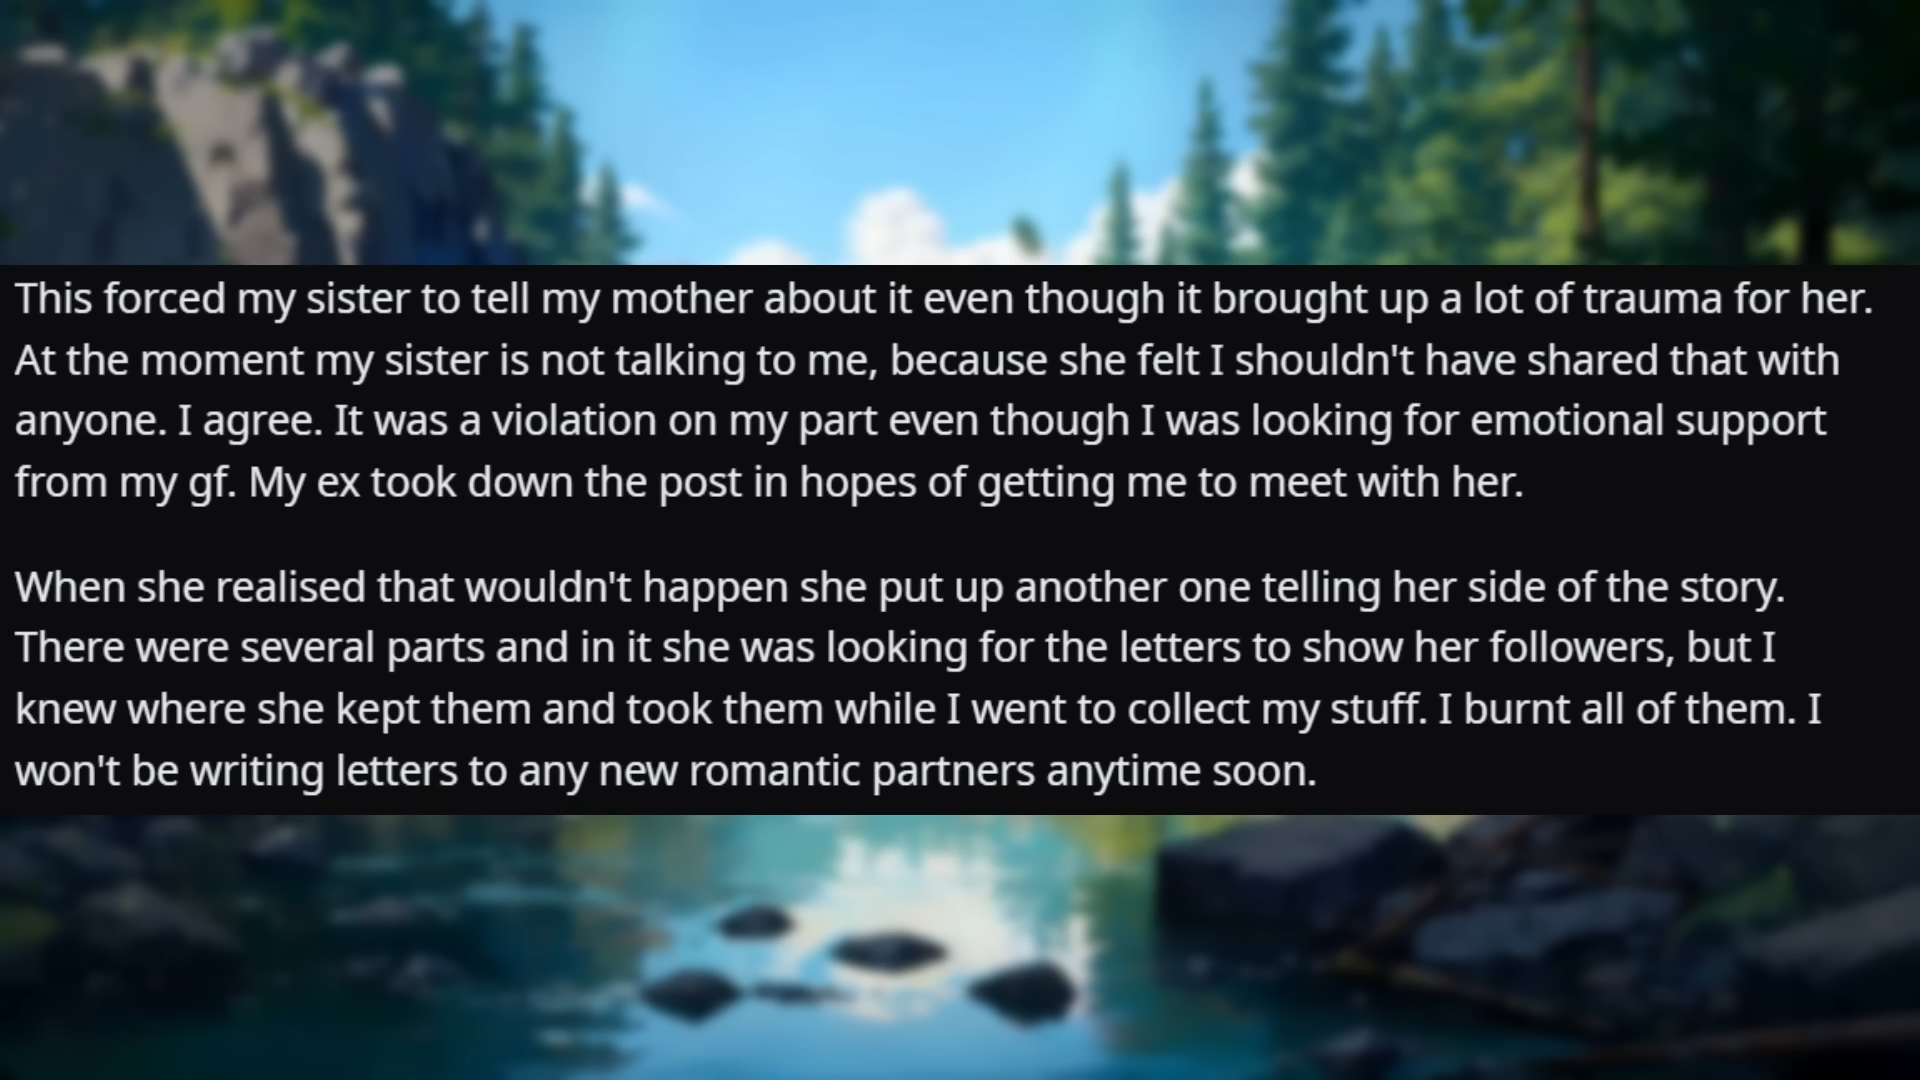 This forced my sister to tell my mother about it even though it brought up a lot of trauma for her.
At the moment my sister is not talking to me, because she felt I shouldn't have shared that with
anyone. I agree. It was a violation on my part even though I was looking for emotional support
from my gf. My ex took down the post in hopes of getting me to meet with her.
When she realised that wouldn't happen she put up another one telling her side of the story.
There were several parts and in it she was looking for the letters to show her followers, but I
knew where she kept them and took them while I went to collect my stuff. I burnt all of them. I
won't be writing letters to any new romantic partners anytime soon.